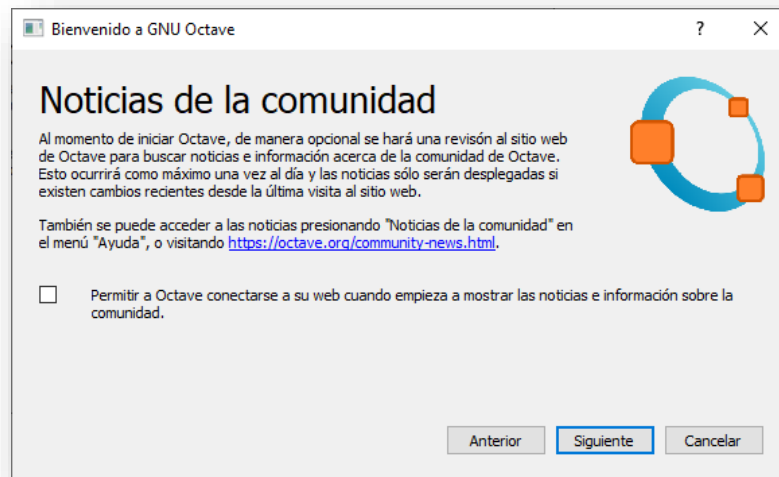 Bienvenido a GNU Octave
Noticias de la comunidad
Al momento de iniciar Octave, de manera opcional se hará una revisón al sitio web
de Octave para buscar noticias e información acerca de la comunidad de Octave.
Esto ocurrirá como máximo una vez al día y las noticias sólo serán desplegadas si
existen cambios recientes desde la última visita al sitio web.
También se puede acceder a las noticias presionando "Noticias de la comunidad" en
el menú "Ayuda", o visitando https://octave.org/community-news.html.
Permitir a Octave conectarse a su web cuando empieza a mostrar las noticias e información sobre la
comunidad.
Anterior Siguiente Cancelar